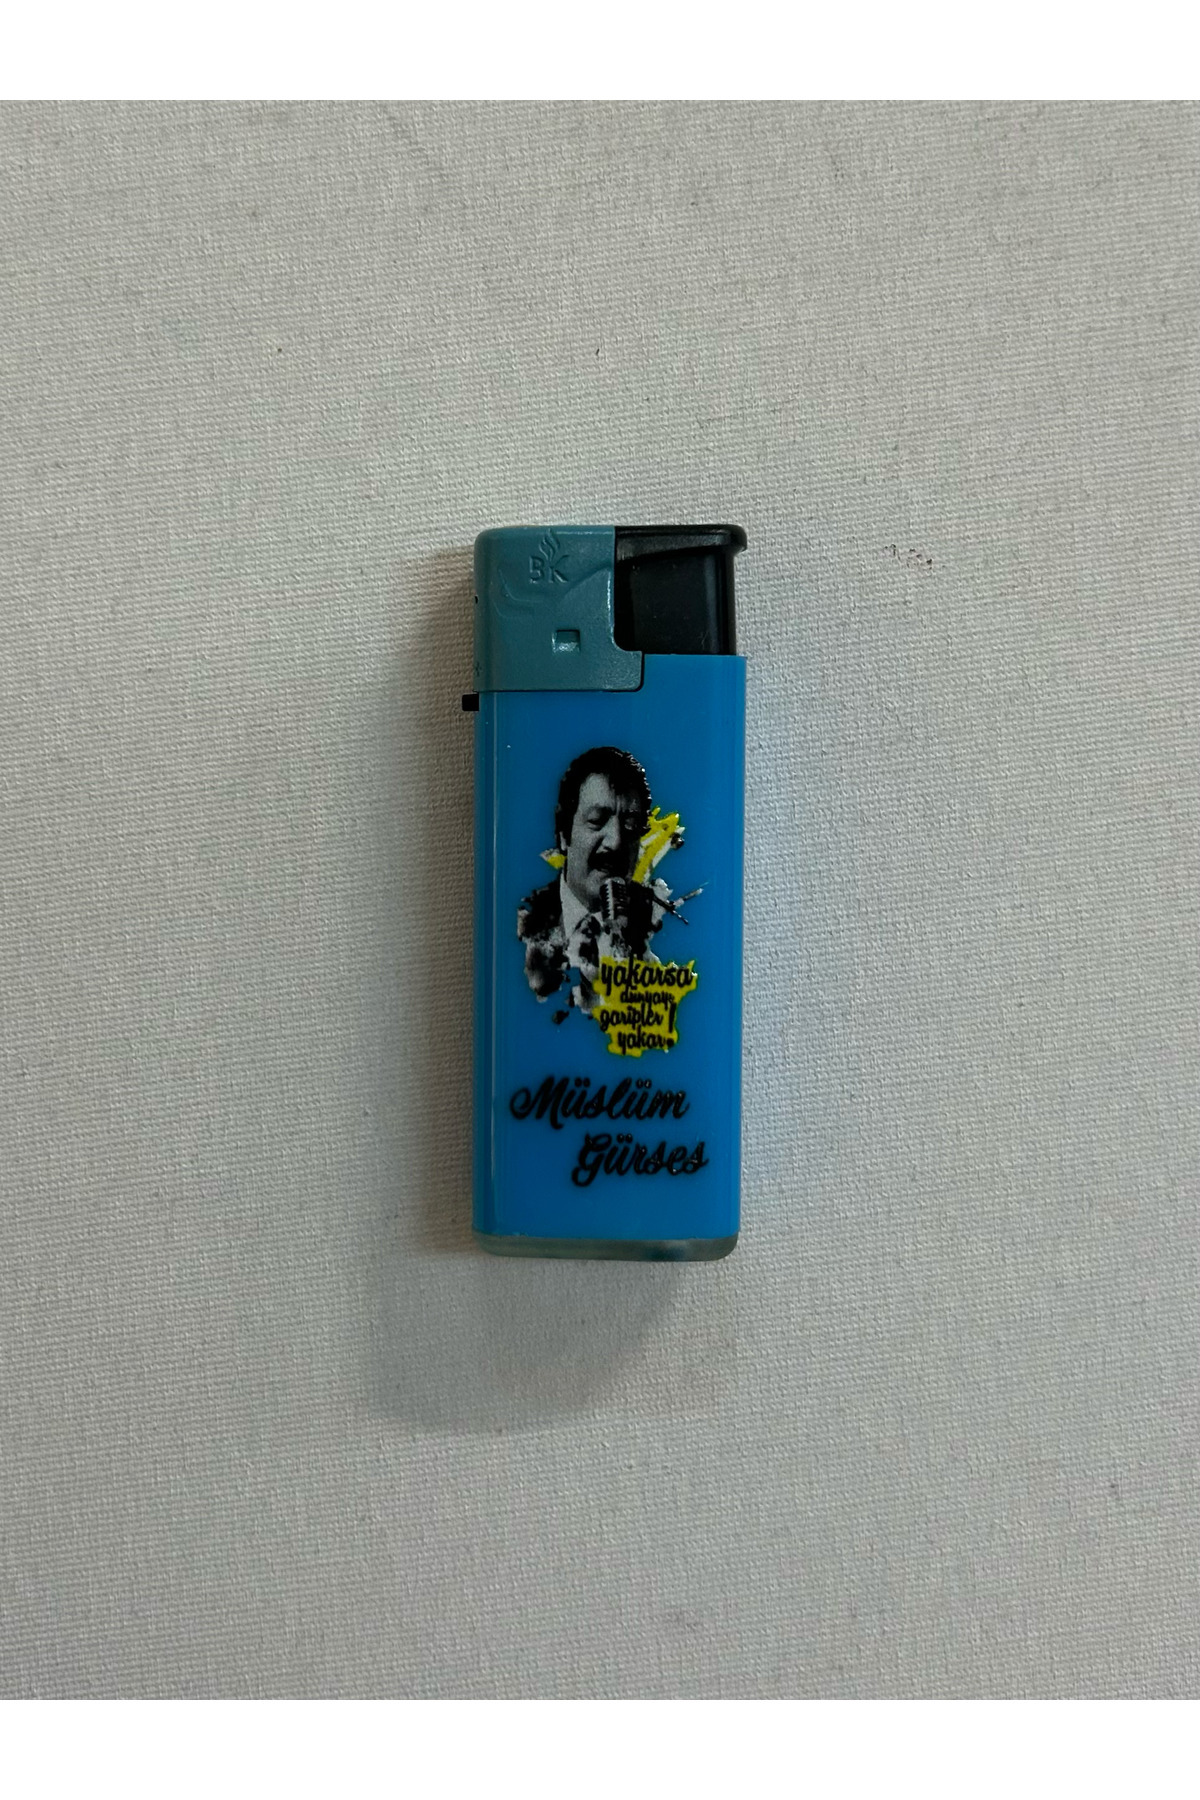 BK
yakarsa
dünyayı
garipler
yakar!
Müslüm
Gürses